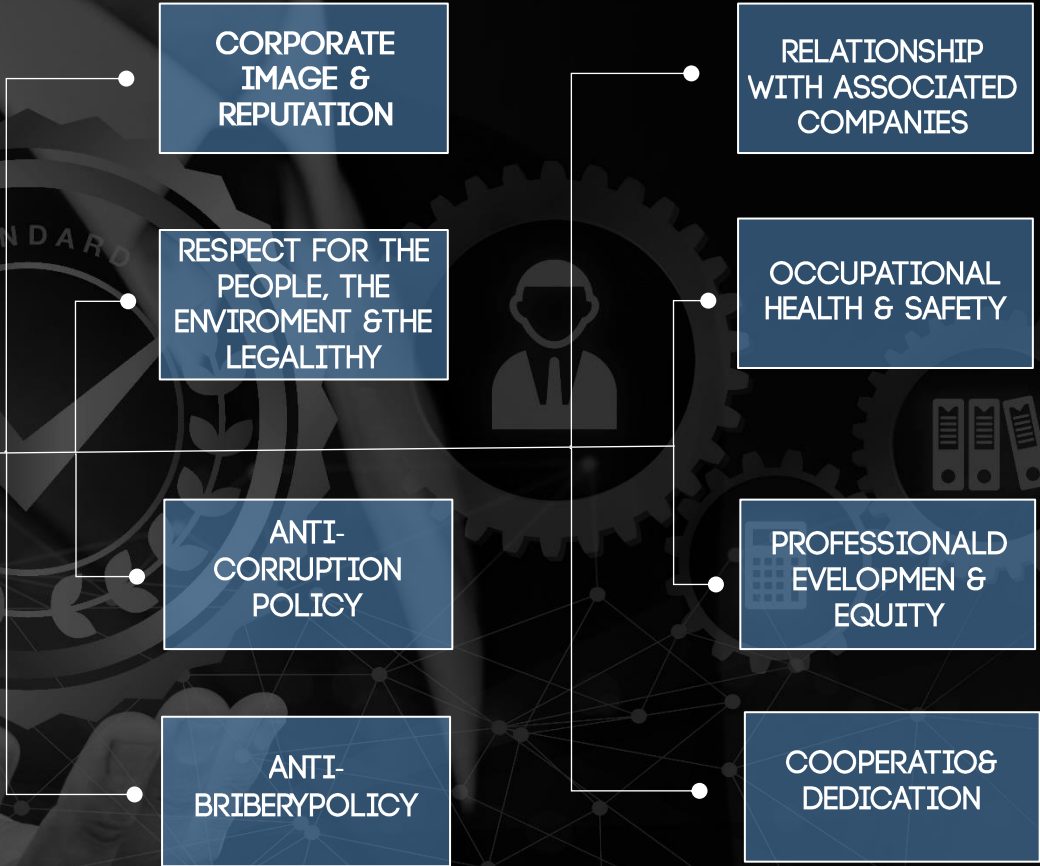 CORPORATE
IMAGE &
REPUTATION
RESPECT FOR THE
PEOPLE, THE
ENVIROMENT &THE
LEGALITHY
ANTI-
CORRUPTION
POLICY
ANTI-
BRIBERYPOLICY
RELATIONSHIP
WITH ASSOCIATED
COMPANIES
OCCUPATIONAL
HEALTH & SAFETY
PROFESSIONALD
EVELOPMEN &
EQUITY
COOPERATIO&
DEDICATION
NDARD